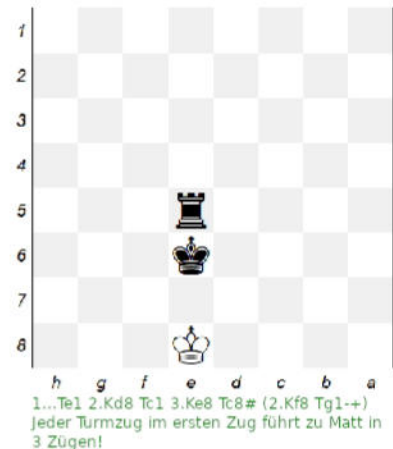 1
2
3
4
5
6
7
8
h g f e d c b a
1...Te1 2.Kd8 Tc1 3.Ke8 Tc8# (2.Kf8 Tg1-+)
Jeder Turmzug im ersten Zug führt zu Matt in
3 Zügen!